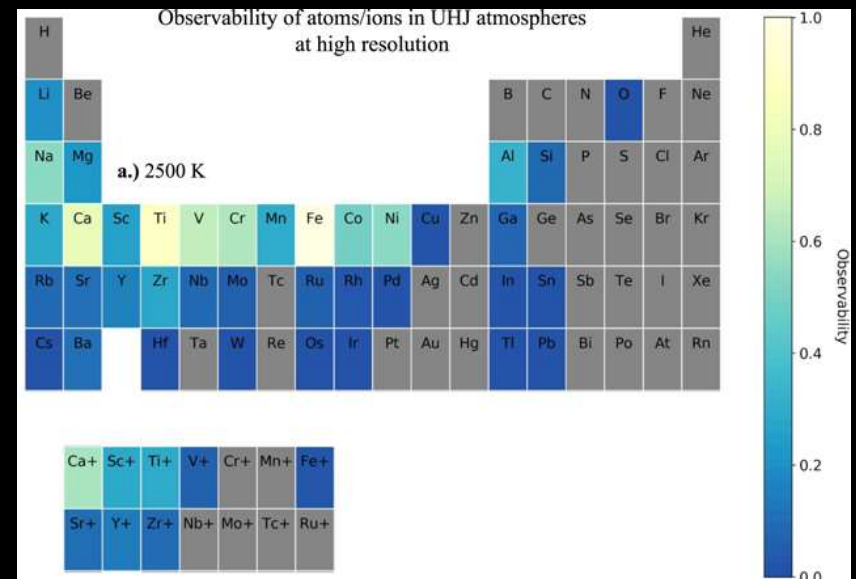 Observability of atoms/ions in UHJ atmospheres
at high resolution
H He
Li Be B C N O F Ne
Na Mg Al Si P S Cl Ar
a.) 2500 K
K Ca Sc Ti V Cr Mn Fe Co Ni Cu Zn Ga Ge As Se Br Kr
Rb Sr Y Zr Nb Mo Tc Ru Rh Pd Ag Cd In Sn Sb Te I Xe
Cs Ba Hf Ta W Re Os Ir Pt Au Hg Tl Pb Bi Po At Rn
Ca+ Sc+ Ti+ V+ Cr+ Mn+ Fe+
Sr+ Y+ Zr+ Nb+ Mo+ Tc+ Ru+
1.0
0.8
0.6
0.4
0.2
0.0
Observability